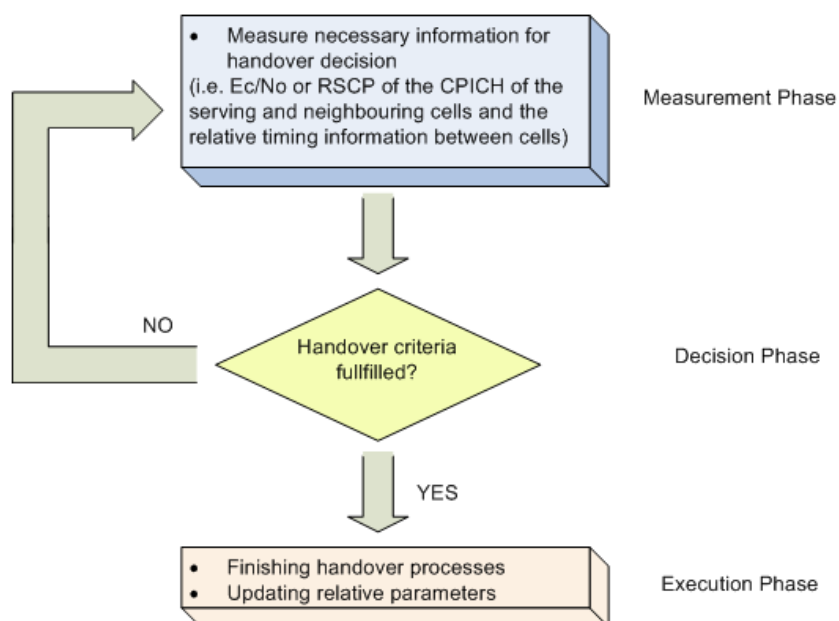 • Measure necessary information for
handover decision
(i.e. Ec/No or RSCP of the CPICH of the
serving and neighbouring cells and the
relative timing information between cells)
Measurement Phase
NO
Handover criteria
fullfilled?
Decision Phase
YES
• Finishing handover processes
• Updating relative parameters
Execution Phase